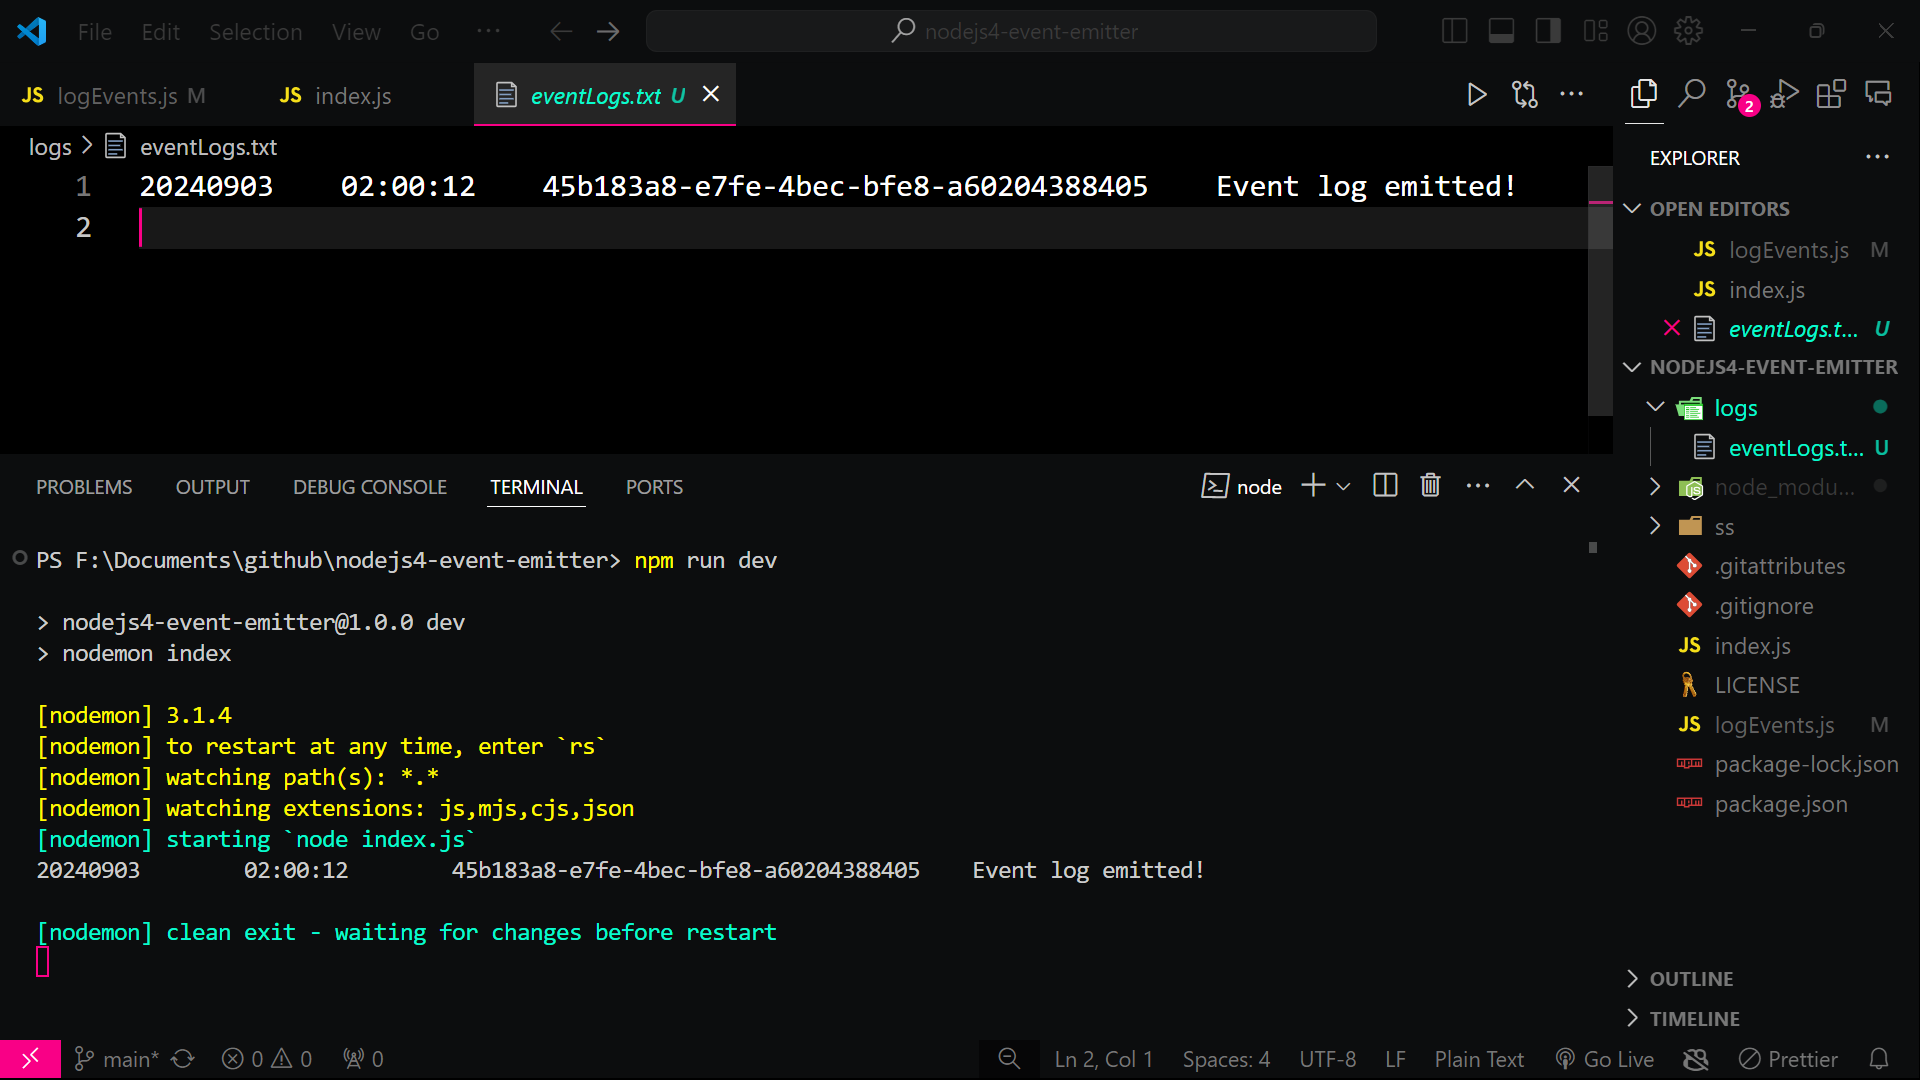 File Edit Selection View Go ··· nodejs4-event-emitter
JS logEvents.js M JS index.js eventLogs.txt U
logs > eventLogs.txt
1 20240903 02:00:12 45b183a8-e7fe-4bec-bfe8-a60204388405 Event log emitted!
2
PROBLEMS OUTPUT DEBUG CONSOLE TERMINAL PORTS node
PS F:\Documents\github\nodejs4-event-emitter> npm run dev
> nodejs4-event-emitter@1.0.0 dev
> nodemon index
[nodemon] 3.1.4
[nodemon] to restart at any time, enter `rs`
[nodemon] watching path(s): *.*
[nodemon] watching extensions: js,mjs,cjs,json
[nodemon] starting `node index.js`
20240903 02:00:12 45b183a8-e7fe-4bec-bfe8-a60204388405 Event log emitted!
[nodemon] clean exit - waiting for changes before restart
2
EXPLORER
OPEN EDITORS
JS logEvents.js M
JS index.js
eventLogs.t... U
NODEJS4-EVENT-EMITTER
logs
eventLogs.t... U
node_modu...
ss
.gitattributes
.gitignore
JS index.js
LICENSE
JS logEvents.js M
package-lock.json
package.json
OUTLINE
TIMELINE
main* 0 0 0 Ln 2, Col 1 Spaces: 4 UTF-8 LF Plain Text Go Live Prettier